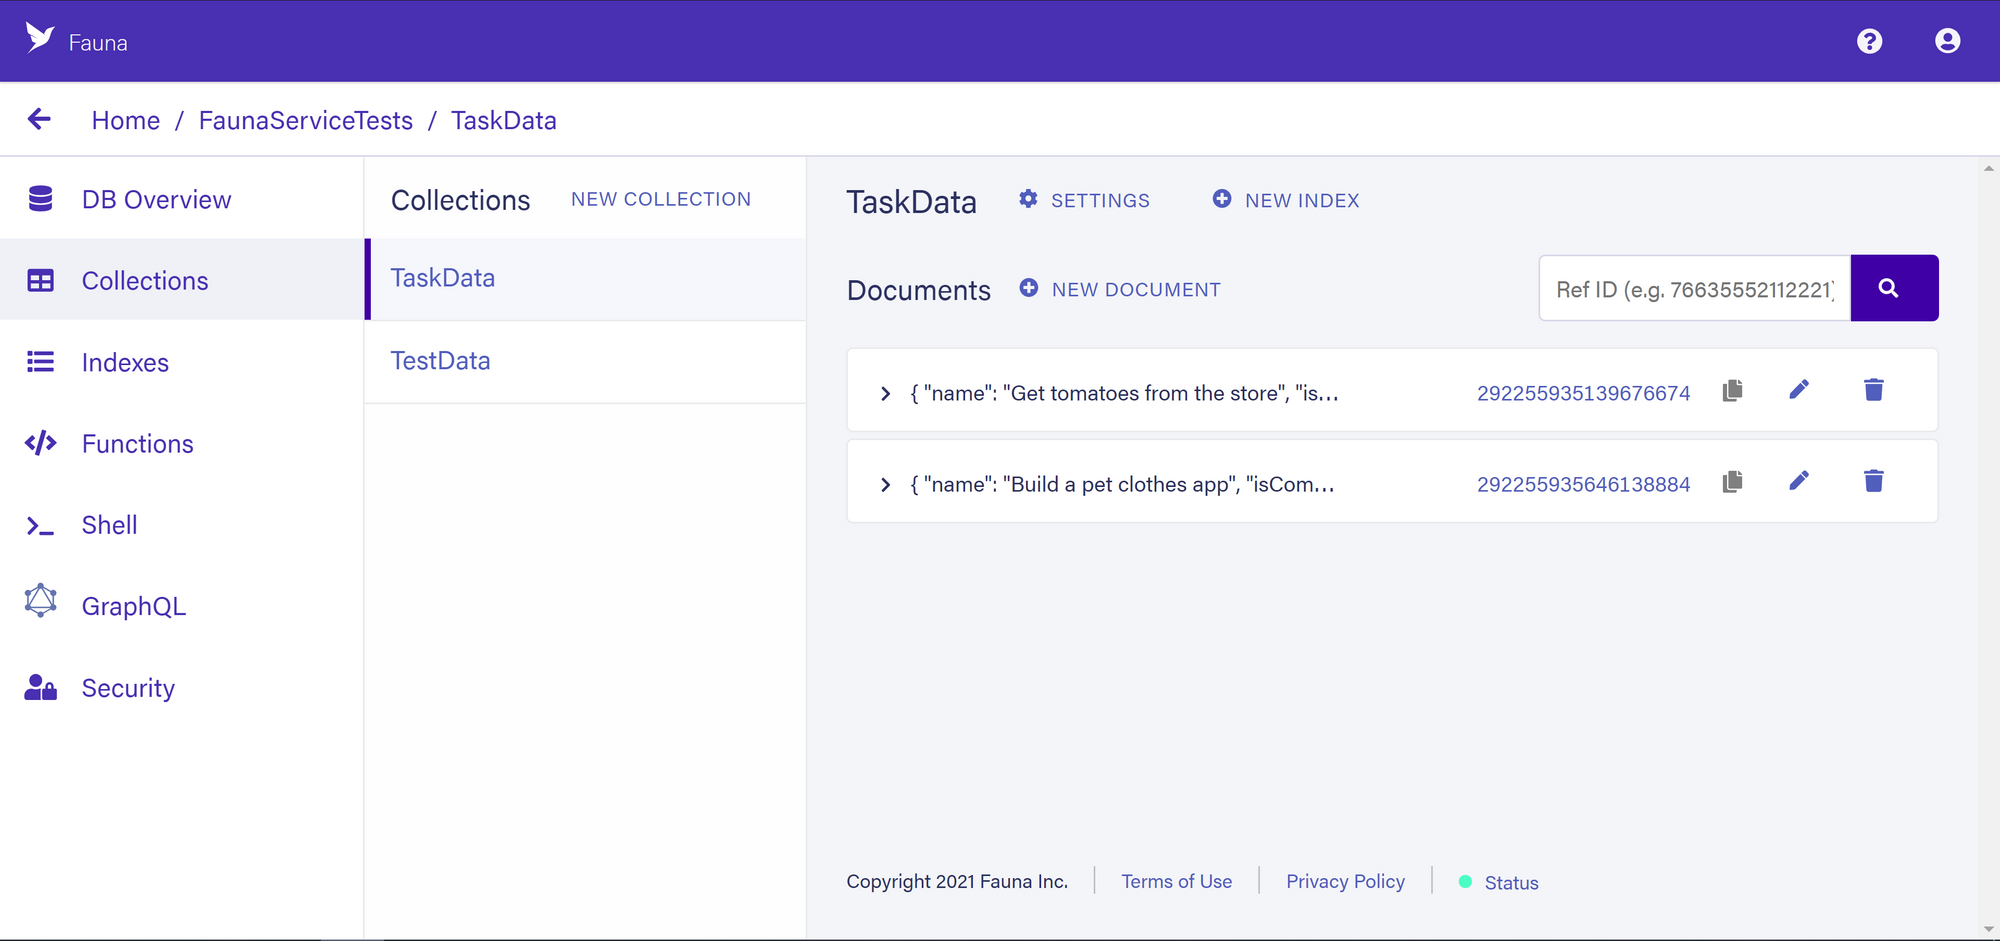 Fauna
Home / FaunaServiceTests / TaskData
DB Overview
Collections
Indexes
Functions
Shell
GraphQL
Security
Collections NEW COLLECTION
TaskData
TestData
TaskData SETTINGS NEW INDEX
Documents NEW DOCUMENT
Ref ID (e.g. 76635552112221)
{ "name": "Get tomatoes from the store", "is... 292255935139676674
{ "name": "Build a pet clothes app", "isCom... 292255935646138884
Copyright 2021 Fauna Inc. Terms of Use Privacy Policy Status